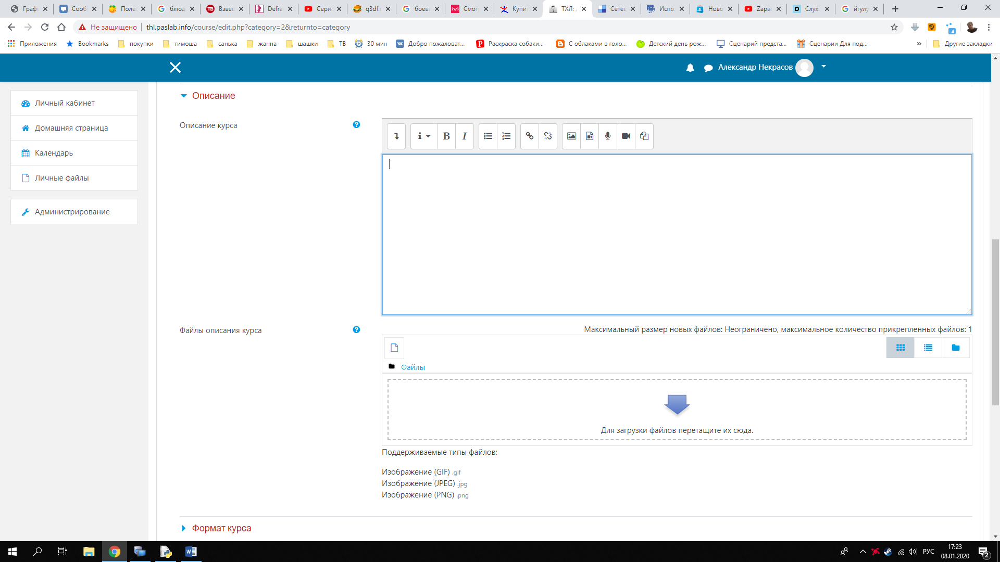 Граф Сооб Поле блюд Взве Defra Сери q3df. боев Смот Купи ТХЛ: Сетев Испо Ново Zapa Слух йгулу
Не защищено thl.paslab.info/course/edit.php?category=2&returnto=category
Приложения Bookmarks покупки тимоша санька жанна шашки ТВ 30 мин Добро пожаловат... Раскраска собаки... С облаками в голо... Детский день рож... Сценарий предста... Сценарии Для под... » Другие закладки
Александр Некрасов
Личный кабинет
Домашняя страница
Календарь
Личные файлы
Администрирование
Описание
Описание курса
Файлы описания курса
Максимальный размер новых файлов: Неограничено, максимальное количество прикрепленных файлов: 1
Файлы
Для загрузки файлов перетащите их сюда.
Поддерживаемые типы файлов:
Изображение (GIF) .gif
Изображение (JPEG) .jpg
Изображение (PNG) .png
Формат курса
РУС
17:23
08.01.2020
2